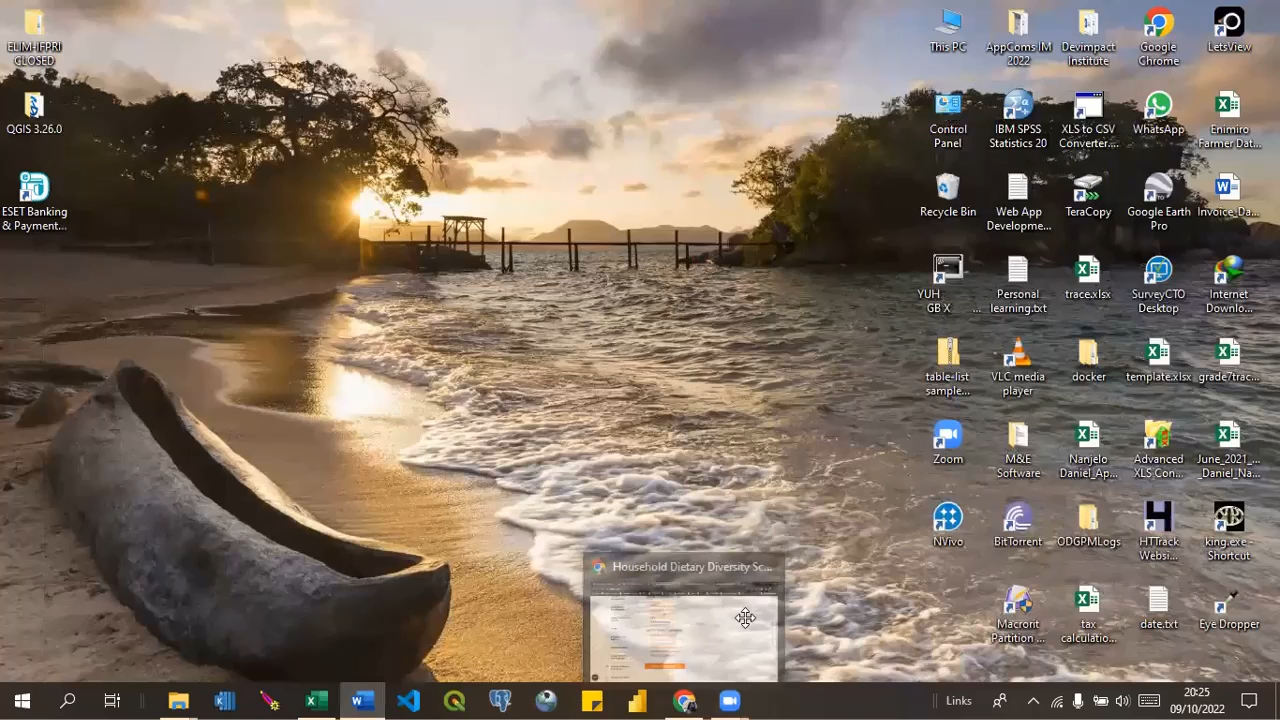 ELIM-IFPRI
CLOSED
QGIS 3.26.0
ESET Banking
& Payment...
This PC
AppComs IM
2022
Devimpact
Institute
Google
Chrome
LetsView
Control
Panel
IBM SPSS
Statistics 20
XLS to CSV
Converter....
WhatsApp
Enimiro
Farmer Dat...
Recycle Bin
Web App
Developme...
TeraCopy
Google Earth
Pro
Invoice_Da...
YUH
GB X ...
Personal
learning.txt
trace.xlsx
SurveyCTO
Desktop
Internet
Downlo...
table-list
sample...
VLC media
player
docker
template.xlsx
grade7trac...
Zoom
M&E
Software
Nanjelo
Daniel_Ap...
Advanced
XLS Con...
June_2021_...
_Daniel_Na...
NVivo
BitTorrent
ODGPMLogs
HTTrack
Websi...
king.exe -
Shortcut
Macront
Partition ...
tax
calculatio...
date.txt
Eye Dropper
Household Dietary Diversity Sc...
Links
20:25
09/10/2022